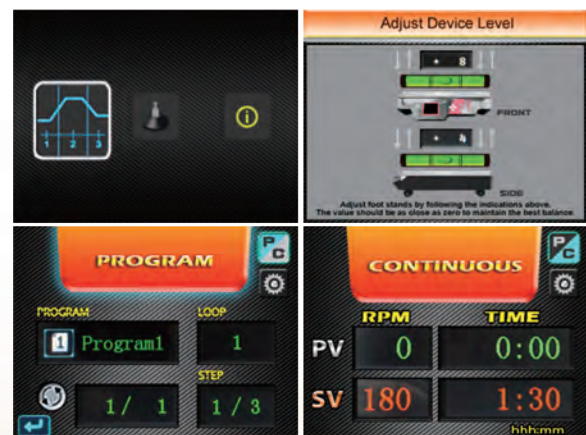 1 2 3
i
Adjust Device Level
+ 8
FRONT
+ 4
SIDE
Adjust foot stands by following the indications above.
The value should be as close as zero to maintain the best balance.
PROGRAM
P/C
PROGRAM
LOOP
1 Program1
1
STEP
1 / 1
1 / 3
CONTINUOUS
P/C
RPM TIME
PV 0 0:00
SV 180 1:30
hhh:mm